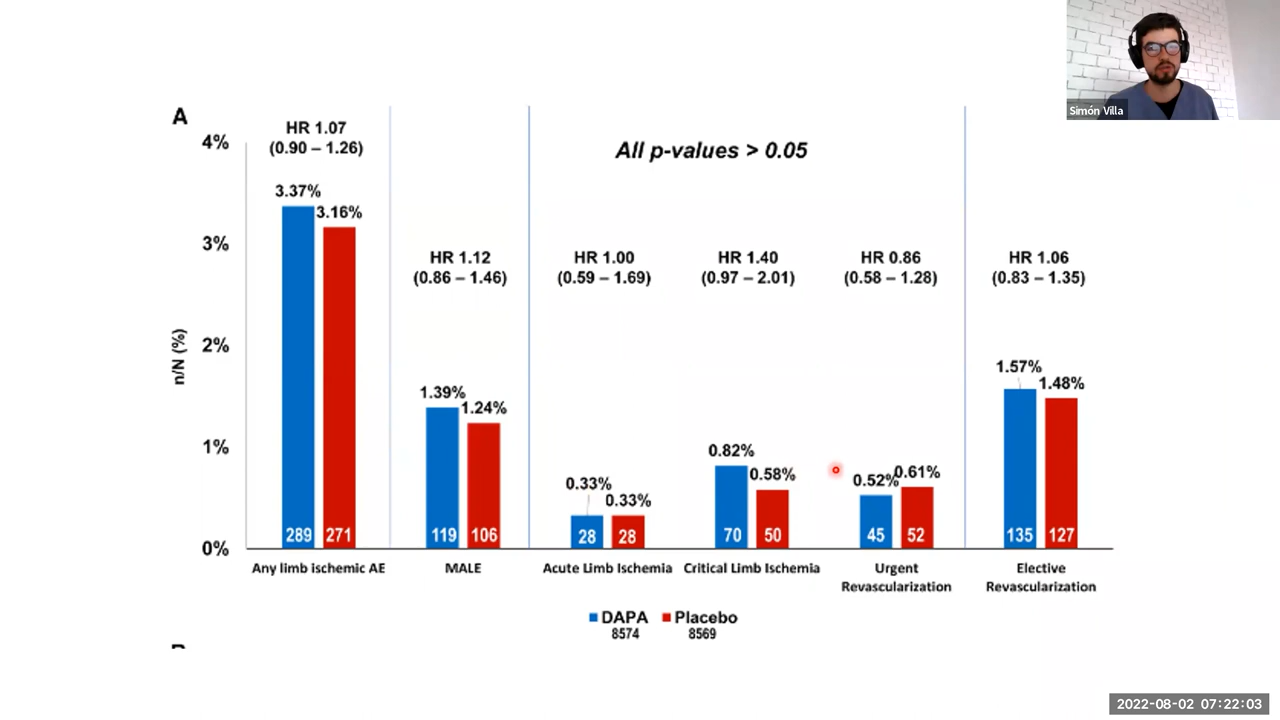 Simón Villa
A
HR 1.07
(0.90 – 1.26)
4%
All p-values > 0.05
3.37%
3.16%
3%
HR 1.12
(0.86 – 1.46)
HR 1.00
(0.59 – 1.69)
HR 1.40
(0.97 – 2.01)
HR 0.86
(0.58 – 1.28)
HR 1.06
(0.83 – 1.35)
n/N (%)
2%
1.39%
1.24%
1.57%
1.48%
1%
0.33%
0.33%
0.82%
0.58%
0.52%
0.61%
289
271
119
106
28
28
70
50
45
52
135
127
0%
Any limb ischemic AE
MALE
Acute Limb Ischemia
Critical Limb Ischemia
Urgent
Revascularization
Elective
Revascularization
DAPA
8574
Placebo
8569
2022-08-02 07:22:03